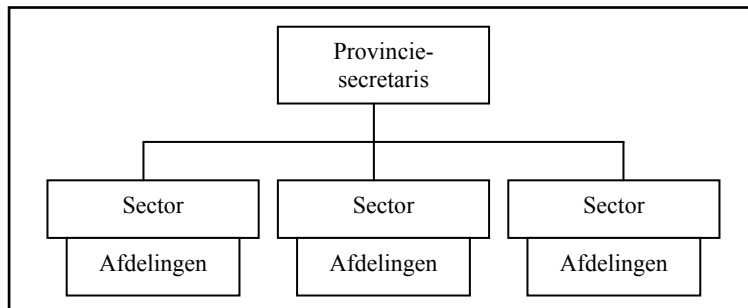 Provincie-
secretaris
Sector Sector Sector
Afdelingen Afdelingen Afdelingen